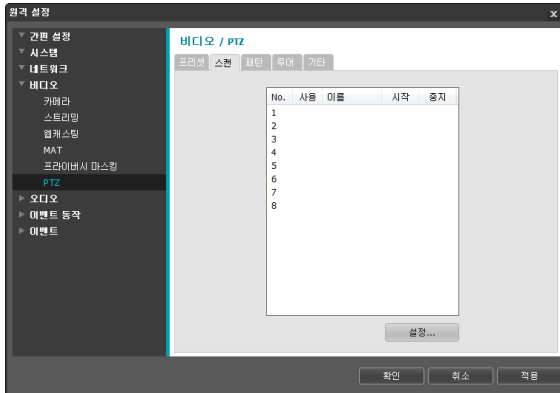 원격 설정
x
간편 설정
시스템
네트워크
비디오
카메라
스트리밍
웹캐스팅
MAT
프라이버시 마스킹
PTZ
오디오
이벤트 동작
이벤트
비디오 / PTZ
프리셋 스캔 패턴 투어 기타
No. 사용 이름 시작 중지
1
2
3
4
5
6
7
8
설정...
확인 취소 적용